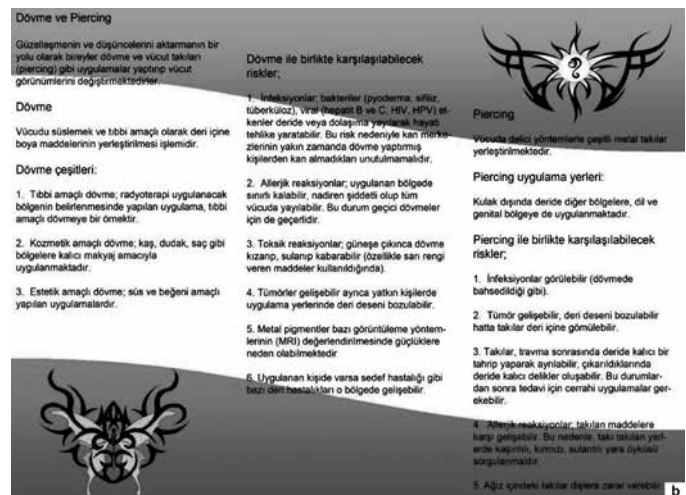 Dövme ve Piercing
Güzelleşmenin ve düşüncelerini aktarmanın bir
yolu olarak bireyler dövme ve vücut takıları
(piercing) gibi uygulamalar yaptırıp vücut
görünümlerini değiştirmektedirler.
Dövme
Vücudu süslemek ve tıbbi amaçlı olarak deri içine
boya maddelerinin yerleştirilmesi işlemidir.
Dövme çeşitleri:
1. Tıbbi amaçlı dövme; radyoterapi uygulanacak
bölgenin belirlenmesinde yapılan uygulama, tıbbi
amaçlı dövmeye bir örnektir.
2. Kozmetik amaçlı dövme; kaş, dudak, saç gibi
bölgelere kalıcı makyaj amacıyla
uygulanmaktadır.
3. Estetik amaçlı dövme; süs ve beğeni amaçlı
yapılan uygulamalardır.
Dövme ile birlikte karşılaşılabilecek
riskler;
1. İnfeksiyonlar; bakteriler (pyoderma, sifiliz,
tüberküloz), viral (hepatit B ve C, HIV, HPV) et-
kenler deride veya dolaşıma yayılarak hayati
tehlike yaratabilir. Bu risk nedeniyle kan merke-
zlerinin yakın zamanda dövme yaptırmış
kişilerden kan almadıkları unutulmamalıdır.
2. Allerjik reaksiyonlar; uygulanan bölgede
sınırlı kalabilir, nadiren şiddetli olup tüm
vücuda yayılabilir. Bu durum geçici dövmeler
için de geçerlidir.
3. Toksik reaksiyonlar; güneşe çıkınca dövme
kızarıp, sulanıp kabarabilir (özellikle sarı rengi
veren maddeler kullanıldığında).
4. Tümörler gelişebilir ayrıca yatkın kişilerde
uygulama yerlerinde deri deseni bozulabilir.
5. Metal pigmentler bazı görüntüleme yöntem-
lerinin (MRI) değerlendirilmesinde güçlüklere
neden olabilmektedir
6. Uygulanan kişide varsa sedef hastalığı gibi
bazı deri hastalıkları o bölgede gelişebilir.
Piercing
Vücuda delici yöntemlerle çeşitli metal takılar
yerleştirilmektedir.
Piercing uygulama yerleri:
Kulak dışında deride diğer bölgelere, dil ve
genital bölgeye de uygulanmaktadır.
Piercing ile birlikte karşılaşılabilecek
riskler;
1. İnfeksiyonlar görülebilir (dövmede
bahsedildiği gibi).
2. Tümör gelişebilir, deri deseni bozulabilir
hatta takılar deri içine gömülebilir.
3. Takılar, travma sonrasında deride kalıcı bir
tahrip yaparak ayrılabilir, çıkarıldıklarında
deride kalıcı delikler oluşabilir. Bu durumlar-
dan sonra tedavi için cerrahi uygulamalar ger-
ekebilir.
4. Allerjik reaksiyonlar; takılan maddelere
karşı gelişebilir. Bu nedenle, takı takılan yerl-
erde kaşıntılı, kırmızı, sulantılı yara öyküsü
sorgulanmalıdır.
5. Ağız içindeki takılar dişlere zarar verebilir.
b